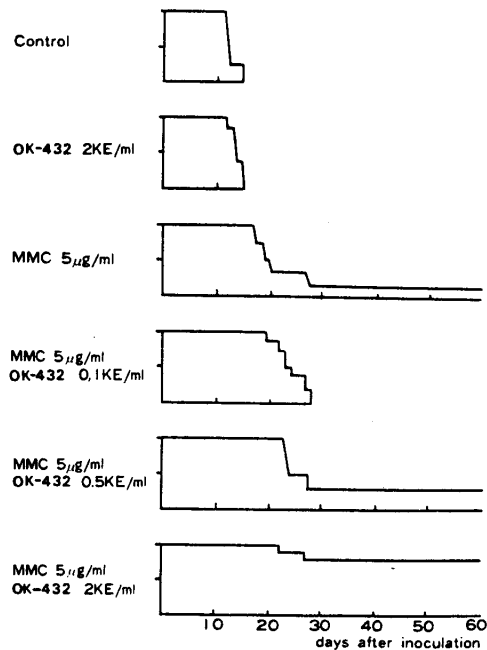 Control
OK-432 2KE/ml
MMC 5μg/ml
MMC 5μg/ml
OK-432 0.1KE/ml
MMC 5μg/ml
OK-432 0.5KE/ml
MMC 5μg/ml
OK-432 2KE/ml
10 20 30 40 50 60
days after inoculation